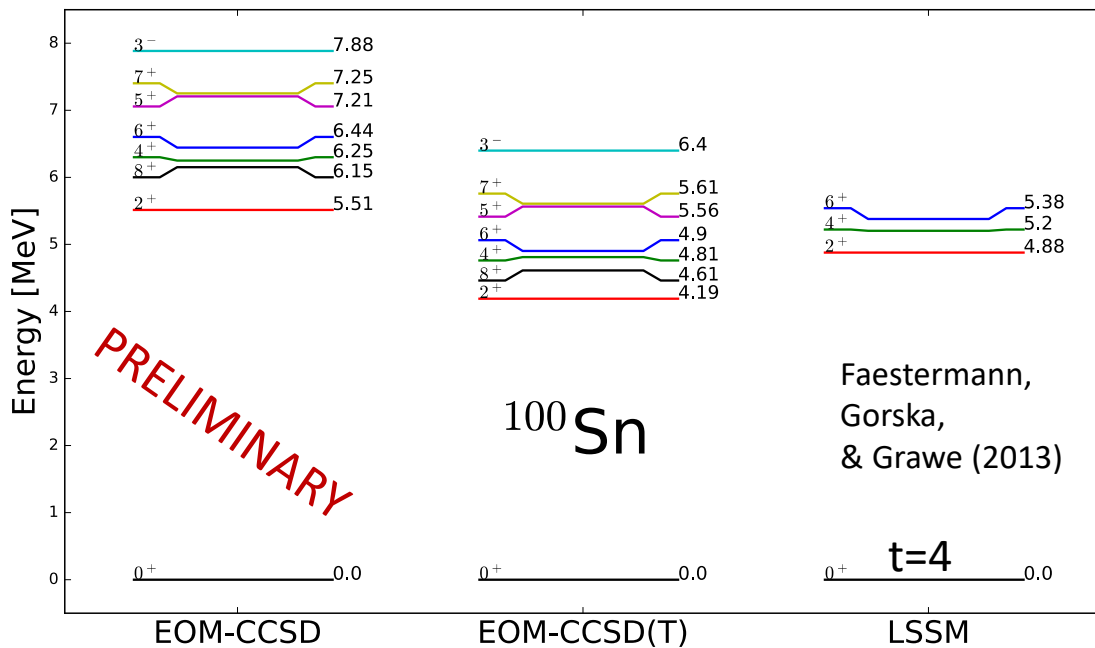 Energy [MeV]
8
7
6
5
4
3
2
1
0
3⁻ 7.88
7⁺ 7.25
5⁺ 7.21
6⁺ 6.44
4⁺ 6.25
8⁺ 6.15
2⁺ 5.51
0⁺ 0.0
PRELIMINARY
EOM-CCSD
3⁻ 6.4
7⁺ 5.61
5⁺ 5.56
6⁺ 4.9
4⁺ 4.81
8⁺ 4.61
2⁺ 4.19
¹⁰⁰Sn
0⁺ 0.0
EOM-CCSD(T)
6⁺ 5.38
4⁺ 5.2
2⁺ 4.88
Faestermann,
Gorska,
& Grawe (2013)
t=4
0⁺ 0.0
LSSM